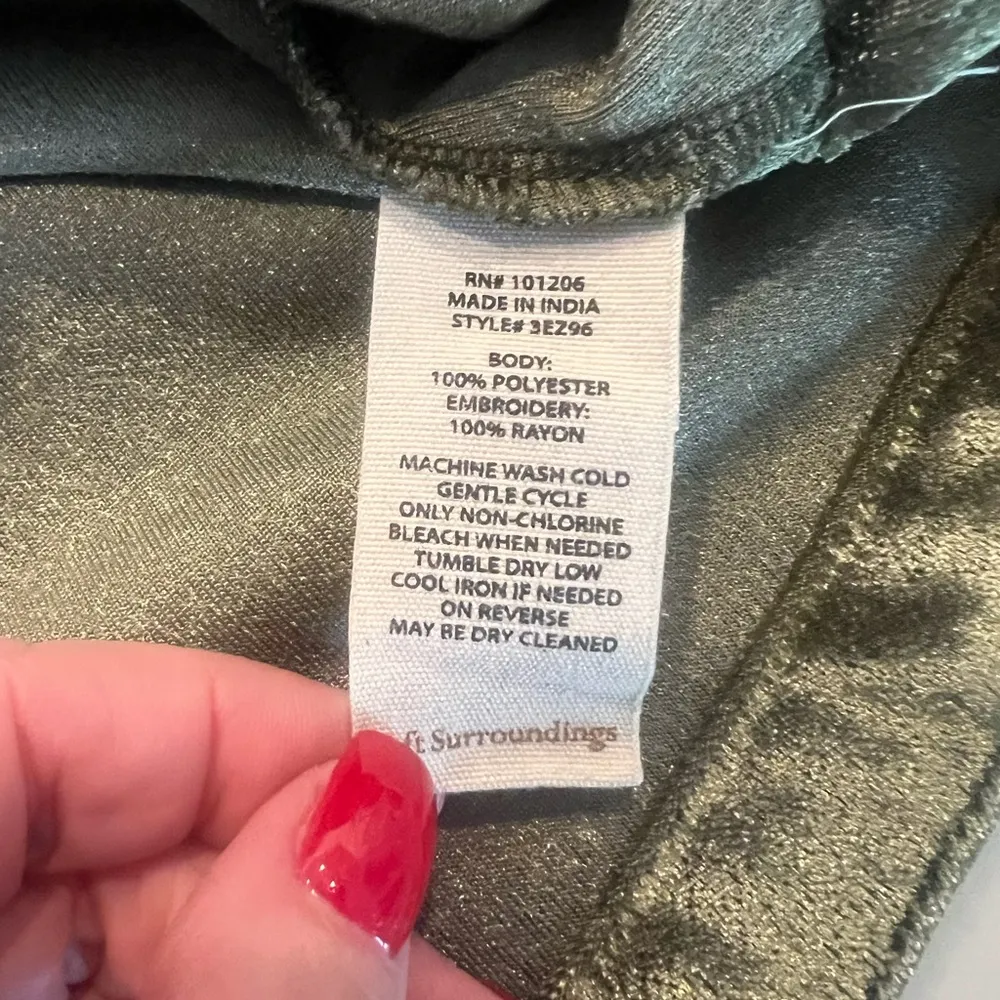 RN# 101206
MADE IN INDIA
STYLE# 3EZ96
BODY:
100% POLYESTER
EMBROIDERY:
100% RAYON
MACHINE WASH COLD
GENTLE CYCLE
ONLY NON-CHLORINE
BLEACH WHEN NEEDED
TUMBLE DRY LOW
COOL IRON IF NEEDED
ON REVERSE
MAY BE DRY CLEANED
ft Surroundings